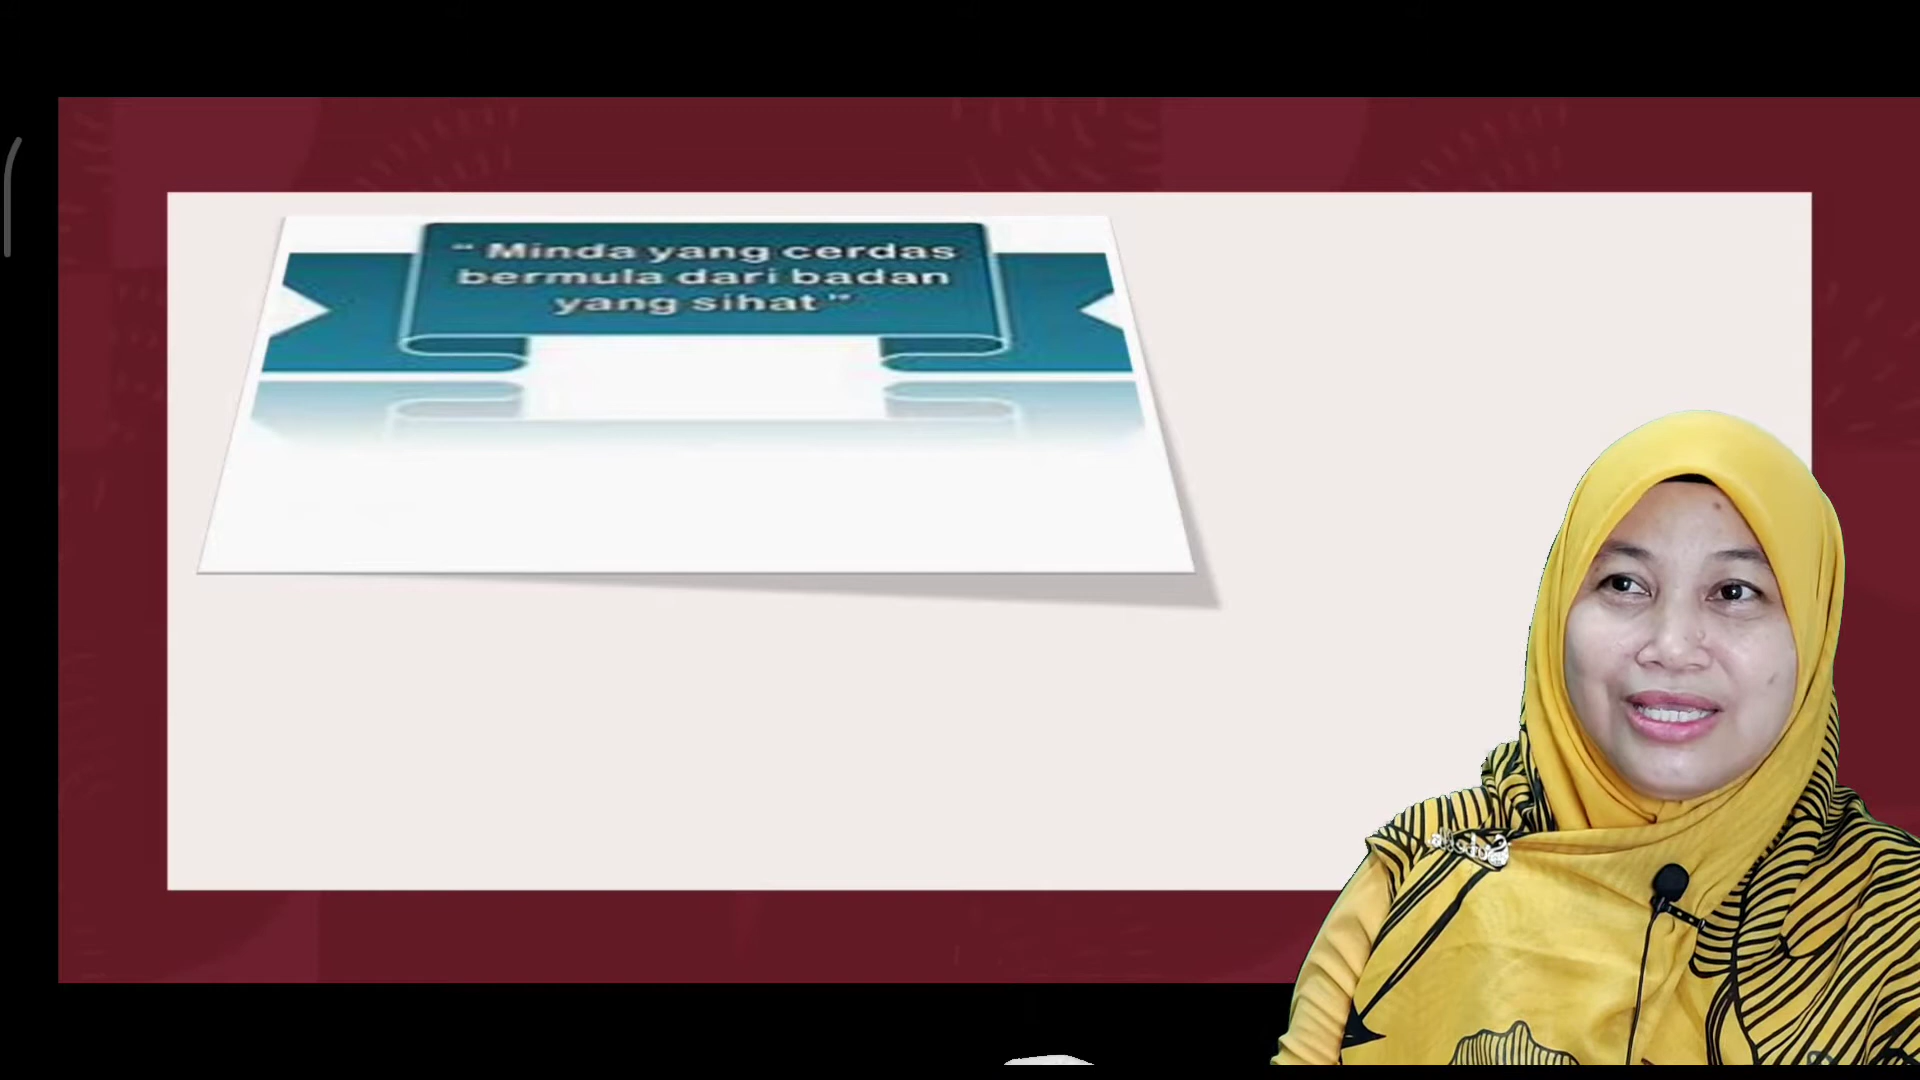 “ Minda yang cerdas
bermula dari badan
yang sihat ”